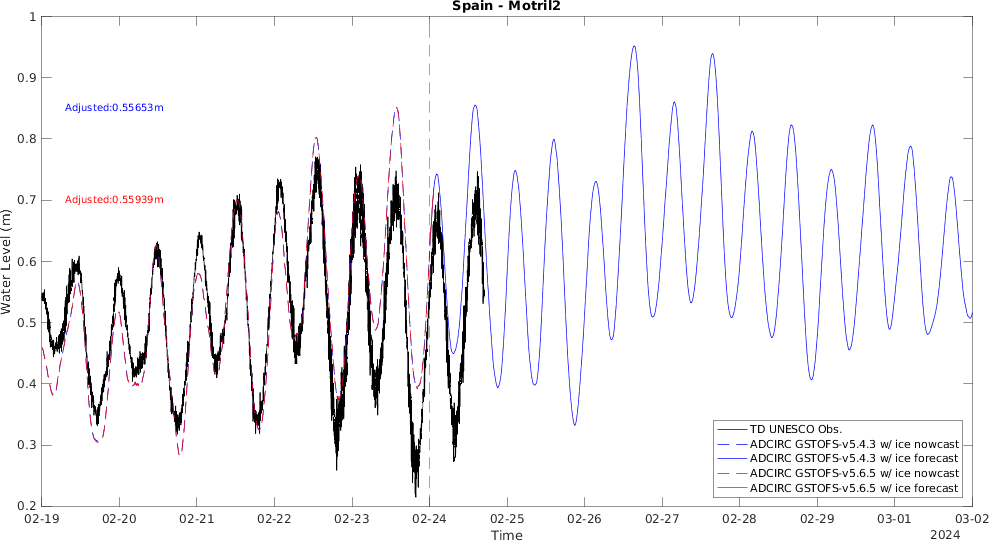 Spain - Motril2
1
0.9
0.8
0.7
0.6
0.5
0.4
0.3
0.2
Water Level (m)
Adjusted:0.55653m
Adjusted:0.55939m
TD UNESCO Obs.
ADCIRC GSTOFS-v5.4.3 w/ ice nowcast
ADCIRC GSTOFS-v5.4.3 w/ ice forecast
ADCIRC GSTOFS-v5.6.5 w/ ice nowcast
ADCIRC GSTOFS-v5.6.5 w/ ice forecast
02-19 02-20 02-21 02-22 02-23 02-24 02-25 02-26 02-27 02-28 02-29 03-01 03-02
Time
2024